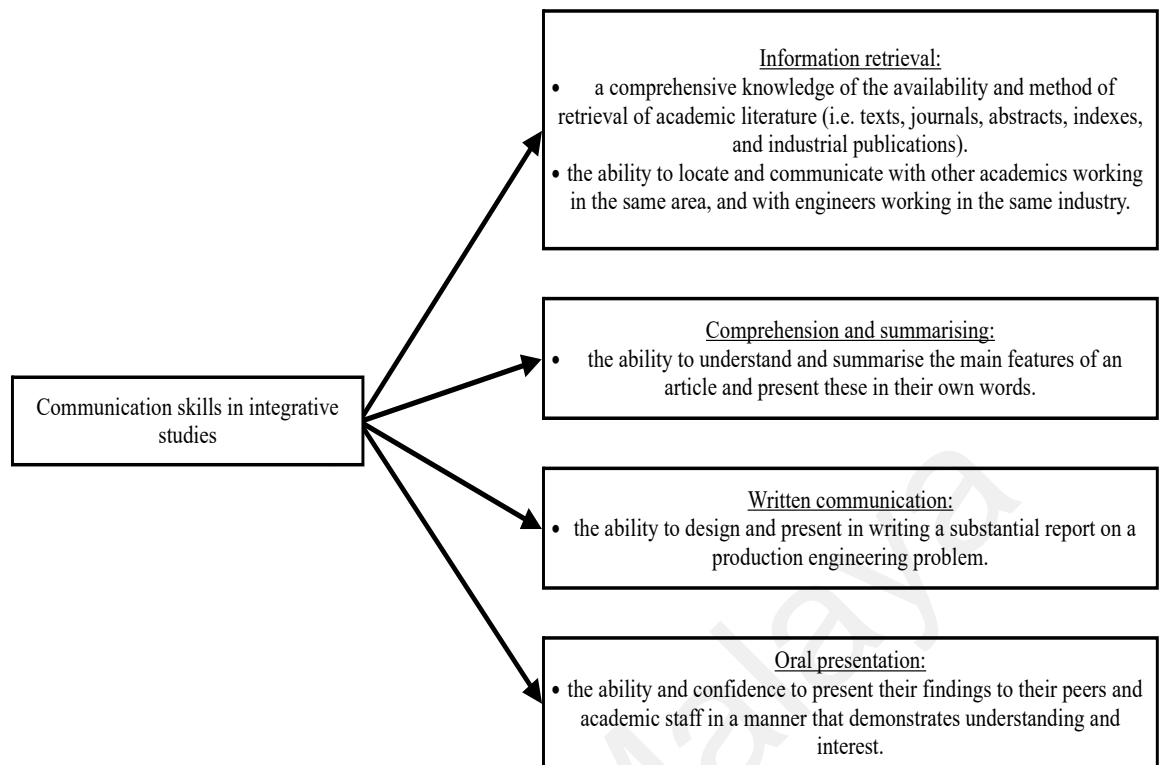 Information retrieval:
• a comprehensive knowledge of the availability and method of
retrieval of academic literature (i.e. texts, journals, abstracts, indexes,
and industrial publications).
• the ability to locate and communicate with other academics working
in the same area, and with engineers working in the same industry.
Comprehension and summarising:
• the ability to understand and summarise the main features of an
article and present these in their own words.
Communication skills in integrative
studies
Written communication:
• the ability to design and present in writing a substantial report on a
production engineering problem.
Oral presentation:
• the ability and confidence to present their findings to their peers and
academic staff in a manner that demonstrates understanding and
interest.
Malaya